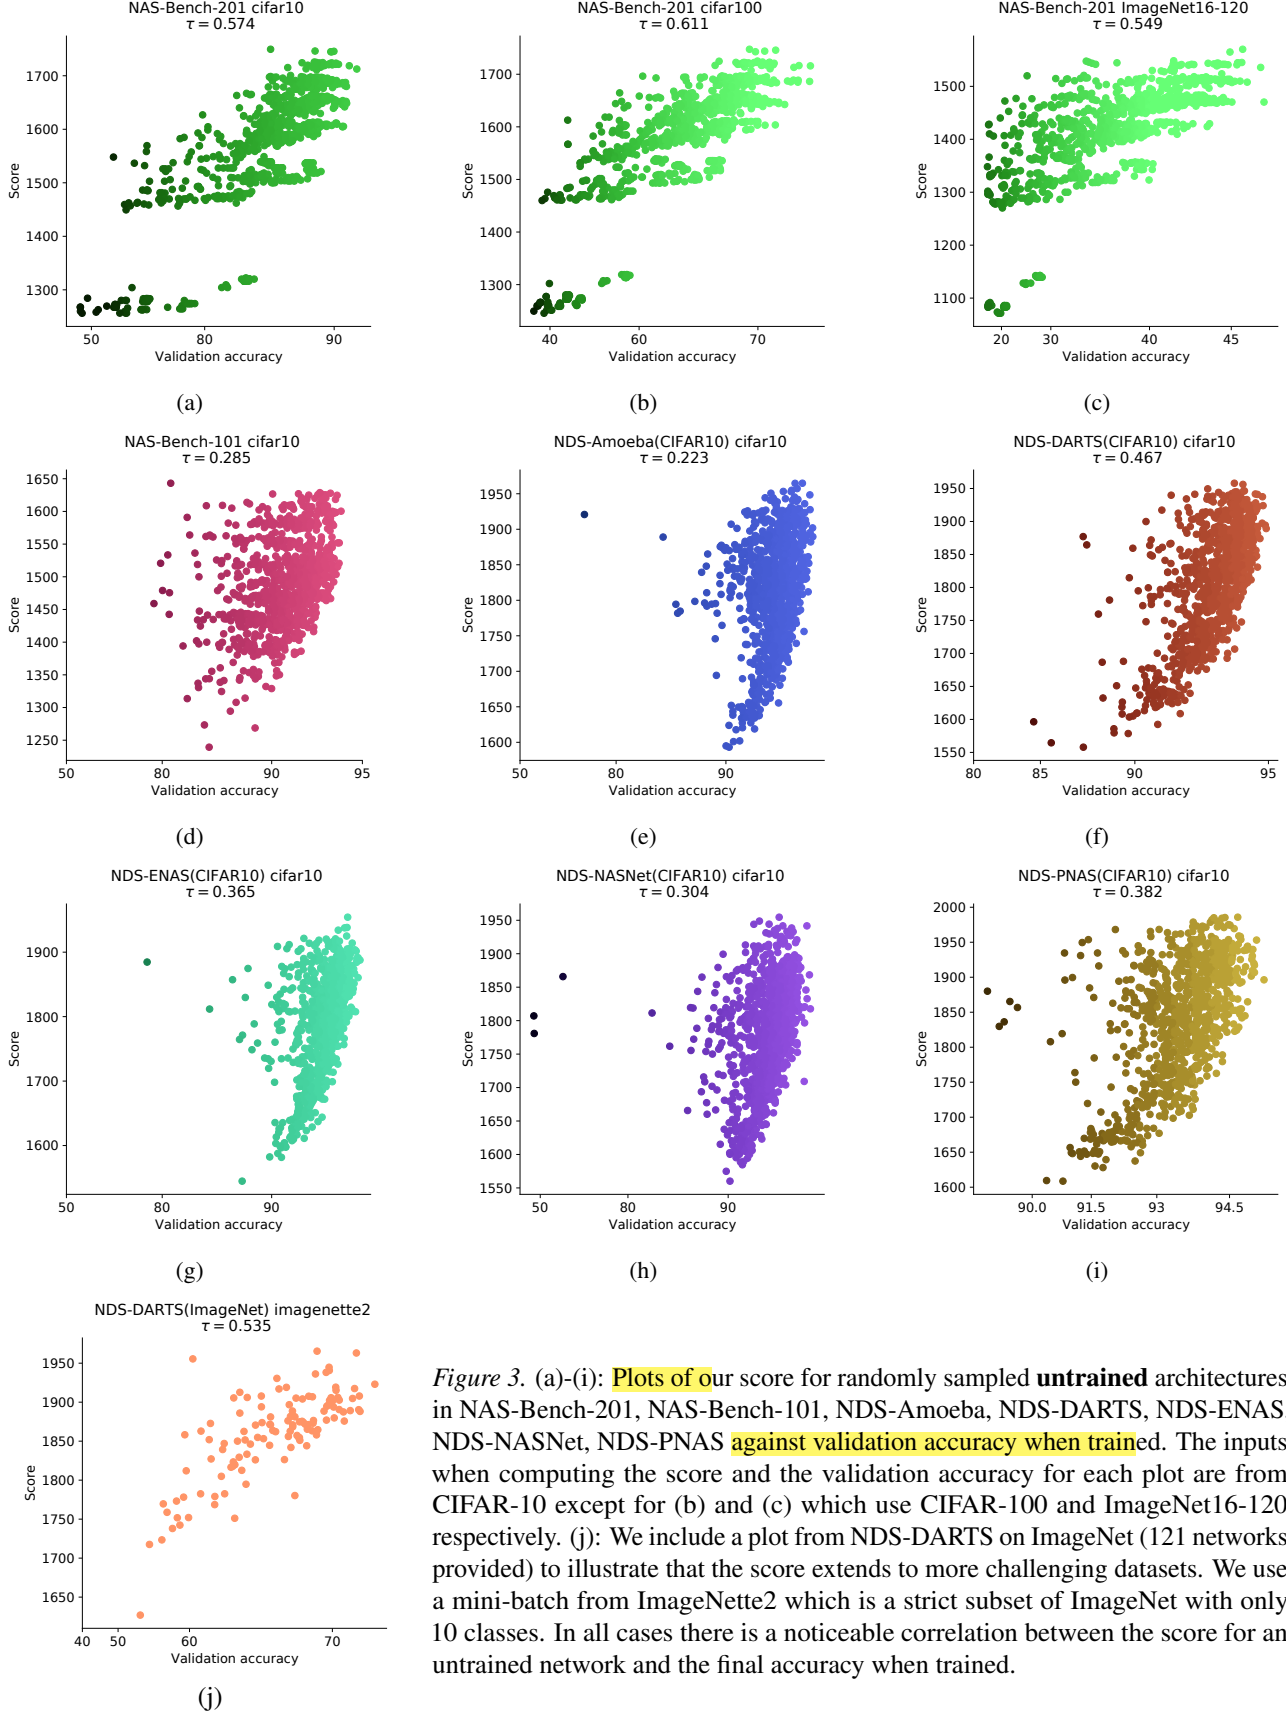 NAS-Bench-201 cifar10
τ = 0.574
Score
1700
1600
1500
1400
1300
50 80 90
Validation accuracy
(a)
NAS-Bench-201 cifar100
τ = 0.611
Score
1700
1600
1500
1400
1300
40 60 70
Validation accuracy
(b)
NAS-Bench-201 ImageNet16-120
τ = 0.549
Score
1500
1400
1300
1200
1100
20 30 40 45
Validation accuracy
(c)
NAS-Bench-101 cifar10
τ = 0.285
Score
1650
1600
1550
1500
1450
1400
1350
1300
1250
50 80 90 95
Validation accuracy
(d)
NDS-Amoeba(CIFAR10) cifar10
τ = 0.223
Score
1950
1900
1850
1800
1750
1700
1650
1600
50 80 90
Validation accuracy
(e)
NDS-DARTS(CIFAR10) cifar10
τ = 0.467
Score
1950
1900
1850
1800
1750
1700
1650
1600
1550
80 85 90 95
Validation accuracy
(f)
NDS-ENAS(CIFAR10) cifar10
τ = 0.365
Score
1900
1800
1700
1600
50 80 90
Validation accuracy
(g)
NDS-NASNet(CIFAR10) cifar10
τ = 0.304
Score
1950
1900
1850
1800
1750
1700
1650
1600
1550
50 80 90
Validation accuracy
(h)
NDS-PNAS(CIFAR10) cifar10
τ = 0.382
Score
2000
1950
1900
1850
1800
1750
1700
1650
1600
90.0 91.5 93 94.5
Validation accuracy
(i)
NDS-DARTS(ImageNet) imagenette2
τ = 0.535
Score
1950
1900
1850
1800
1750
1700
1650
40 50 60 70
Validation accuracy
(j)
Figure 3. (a)-(i): Plots of our score for randomly sampled untrained architectures
in NAS-Bench-201, NAS-Bench-101, NDS-Amoeba, NDS-DARTS, NDS-ENAS
NDS-NASNet, NDS-PNAS against validation accuracy when trained. The inputs
when computing the score and the validation accuracy for each plot are from
CIFAR-10 except for (b) and (c) which use CIFAR-100 and ImageNet16-120
respectively. (j): We include a plot from NDS-DARTS on ImageNet (121 networks
provided) to illustrate that the score extends to more challenging datasets. We use
a mini-batch from ImageNette2 which is a strict subset of ImageNet with only
10 classes. In all cases there is a noticeable correlation between the score for an
untrained network and the final accuracy when trained.